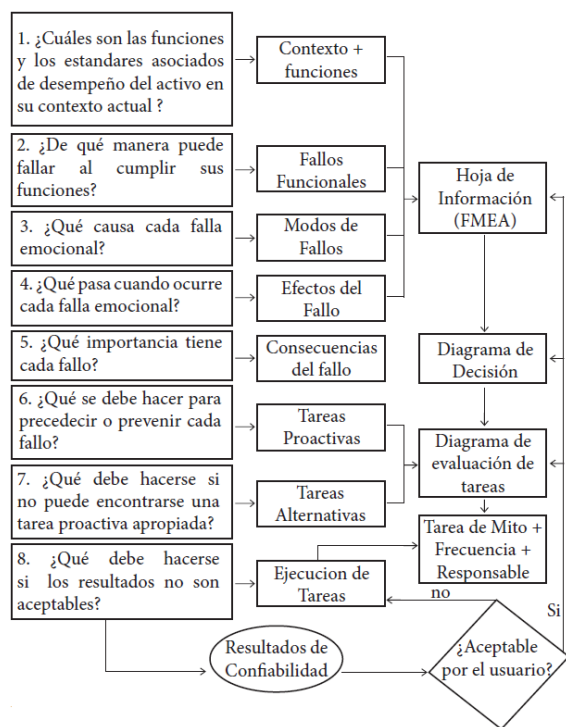 1. ¿Cuáles son las funciones
y los estandares asociados
de desempeño del activo en
su contexto actual ?
Contexto +
funciones
2. ¿De qué manera puede
fallar al cumplir sus
funciones?
Fallos
Funcionales
Hoja de
Información
(FMEA)
3. ¿Qué causa cada falla
emocional?
Modos de
Fallos
4. ¿Qué pasa cuando ocurre
cada falla emocional?
Efectos del
Fallo
5. ¿Qué importancia tiene
cada fallo?
Consecuencias
del fallo
Diagrama de
Decisión
6. ¿Qué se debe hacer para
precedecir o prevenir cada
fallo?
Tareas
Proactivas
Diagrama de
evaluación de
tareas
7. ¿Qué debe hacerse si
no puede encontrarse una
tarea proactiva apropiada?
Tareas
Alternativas
Tarea de Mito +
Frecuencia +
Responsable
8. ¿Qué debe hacerse
si los resultados no son
aceptables?
Ejecucion de
Tareas
no
Si
Resultados de
Confiabilidad
¿Aceptable
por el usuario?